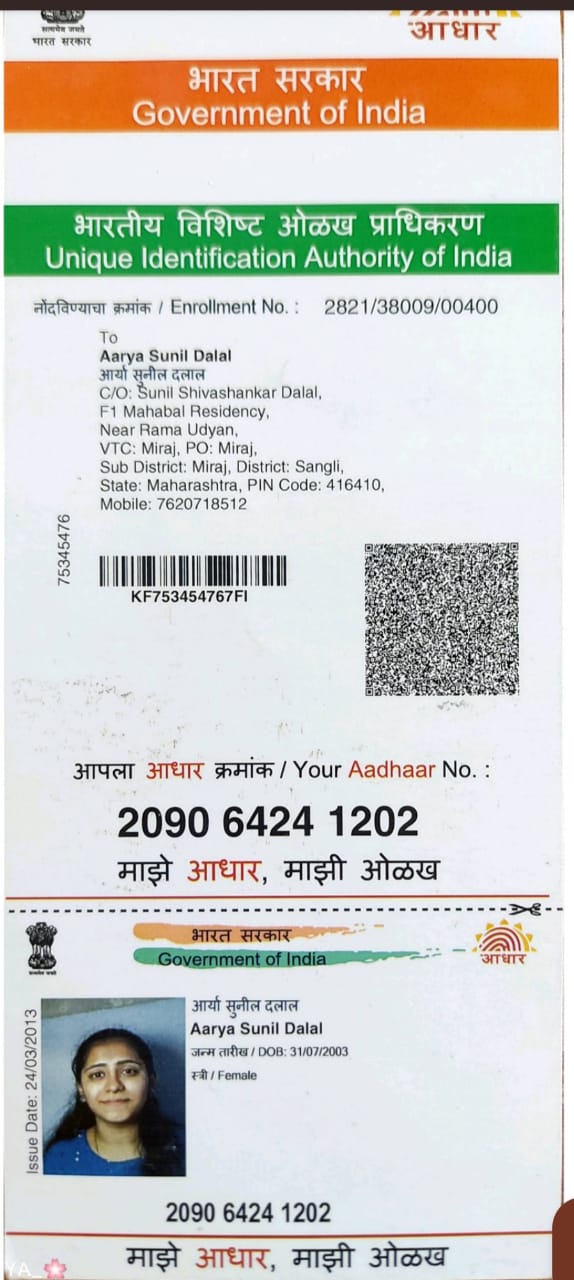 सत्यमेव जयते
भारत सरकार
आधार
भारत सरकार
Government of India
भारतीय विशिष्ट ओळख प्राधिकरण
Unique Identification Authority of India
नोंदविण्याचा क्रमांक / Enrollment No. : 2821/38009/00400
To
Aarya Sunil Dalal
आर्या सुनील दलाल
C/O: Sunil Shivashankar Dalal,
F1 Mahabal Residency,
Near Rama Udyan,
VTC: Miraj, PO: Miraj,
Sub District: Miraj, District: Sangli,
State: Maharashtra, PIN Code: 416410,
Mobile: 7620718512
75345476
KF753454767FI
आपला आधार क्रमांक / Your Aadhaar No. :
2090 6424 1202
माझे आधार, माझी ओळख
भारत सरकार
Government of India
सत्यमेव जयते
आधार
Issue Date: 24/03/2013
आर्या सुनील दलाल
Aarya Sunil Dalal
जन्म तारीख / DOB: 31/07/2003
स्त्री / Female
2090 6424 1202
माझे आधार, माझी ओळख